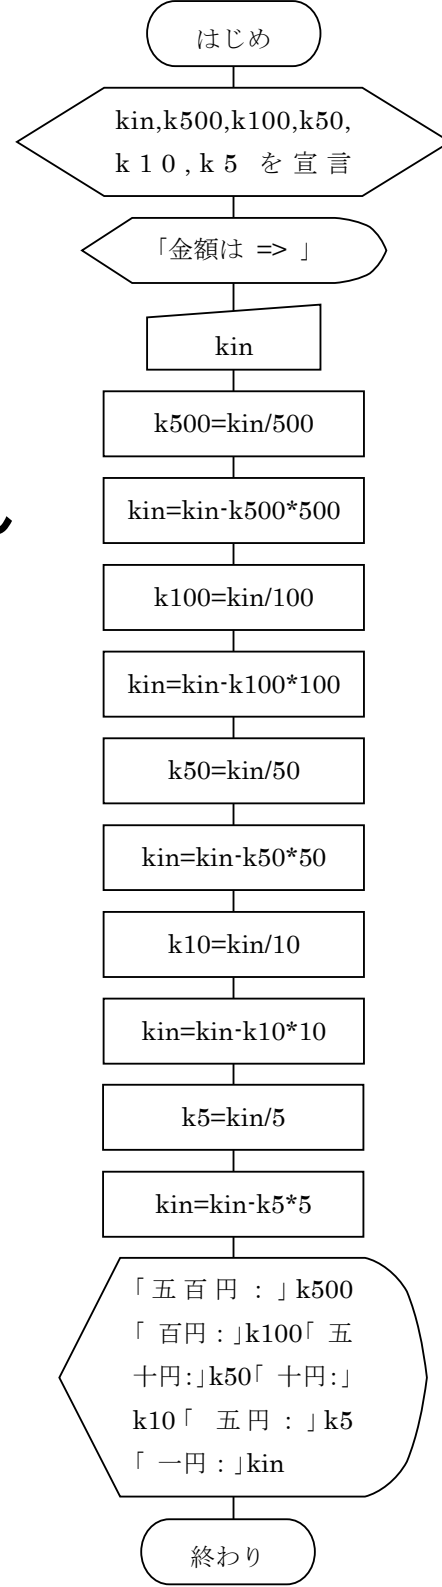 はじめ
kin,k500,k100,k50,
k10,k5 を宣言
「金額は => 」
kin
k500=kin/500
kin=kin-k500*500
k100=kin/100
kin=kin-k100*100
k50=kin/50
kin=kin-k50*50
k10=kin/10
kin=kin-k10*10
k5=kin/5
kin=kin-k5*5
「五百円:」k500
「 百円:」k100「 五
十円:」k50「 十円:」
k10「 五円:」k5
「 一円:」kin
終わり